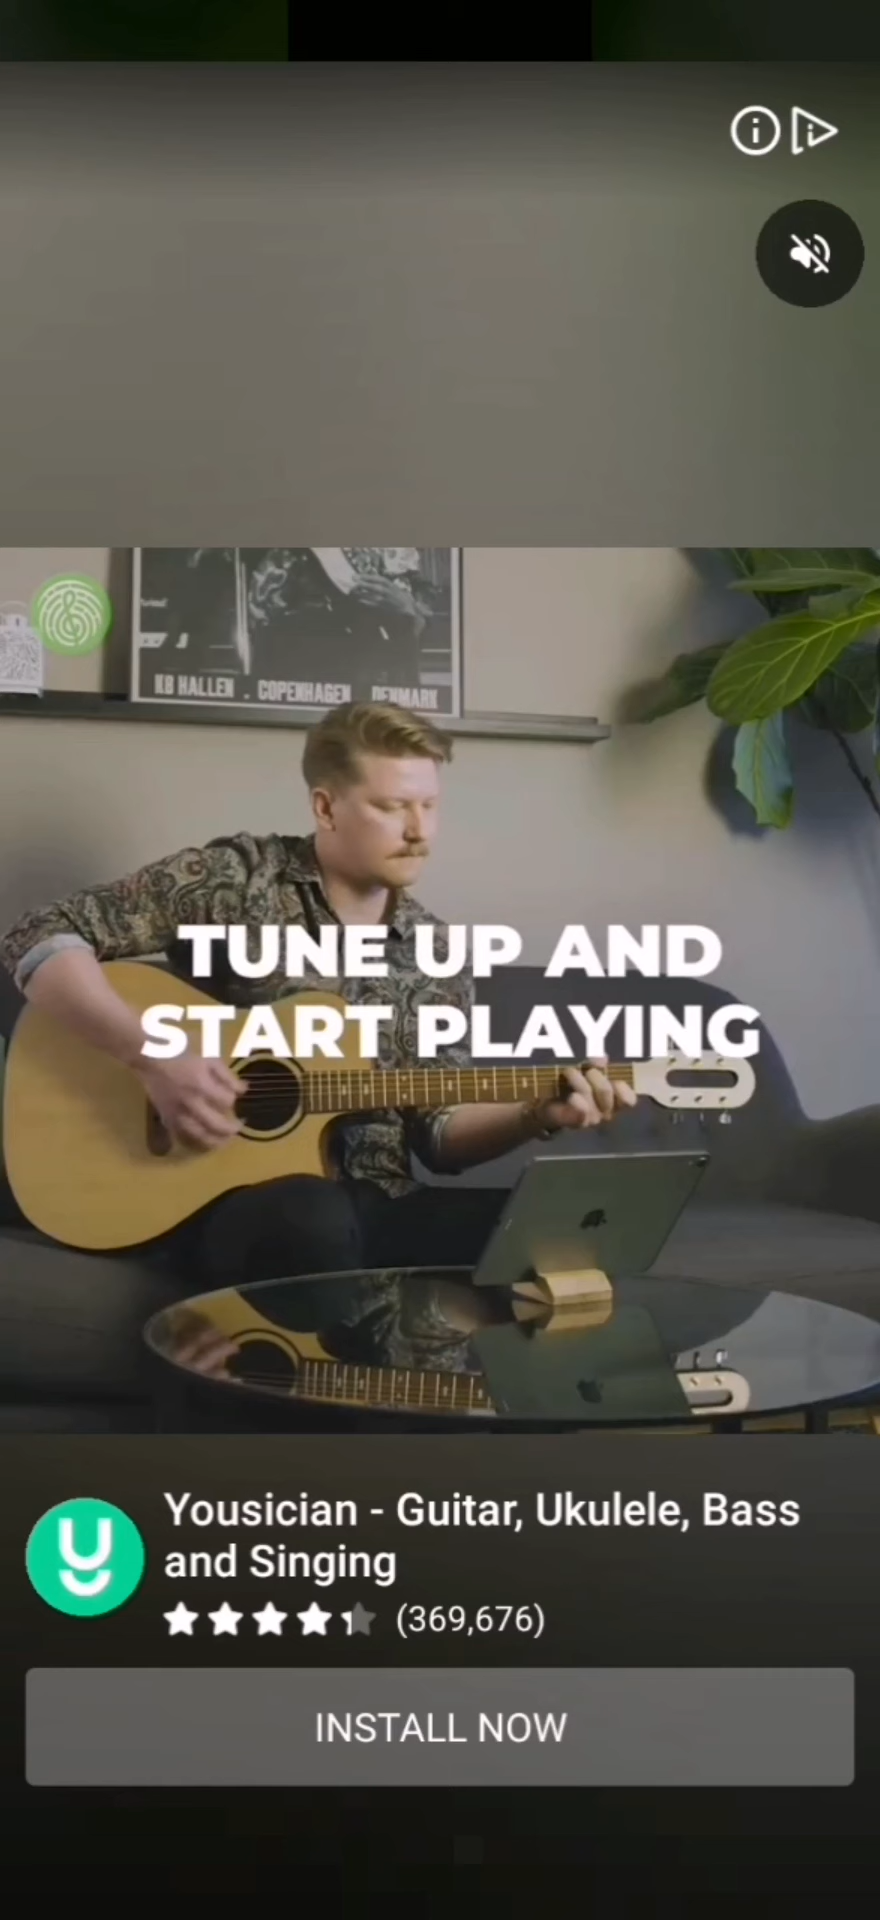 KB HALLEN . COPENHAGEN DENMARK
TUNE UP AND
START PLAYING
Yousician - Guitar, Ukulele, Bass
and Singing
(369,676)
INSTALL NOW